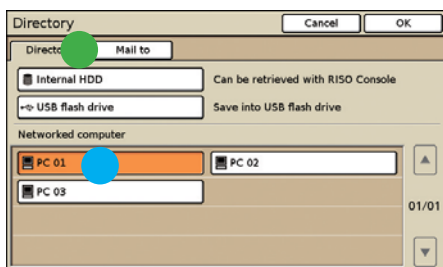 Directory Cancel OK
Mail to
Internal HDD Can be retrieved with RISO Console
USB flash drive Save into USB flash drive
Networked computer
PC 01 PC 02
PC 03
01/01